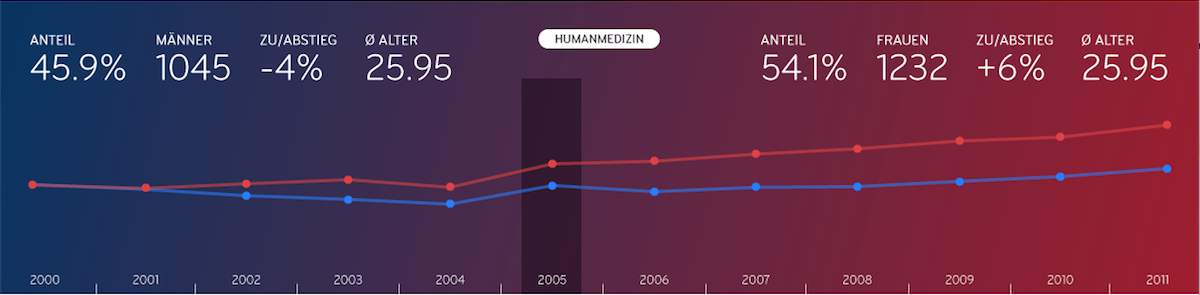 ANTEIL MÄNNER ZU/ABSTIEG Ø ALTER HUMANMEDIZIN ANTEIL FRAUEN ZU/ABSTIEG Ø ALTER
45.9% 1045 -4% 25.95 54.1% 1232 +6% 25.95
2000 2001 2002 2003 2004 2005 2006 2007 2008 2009 2010 2011